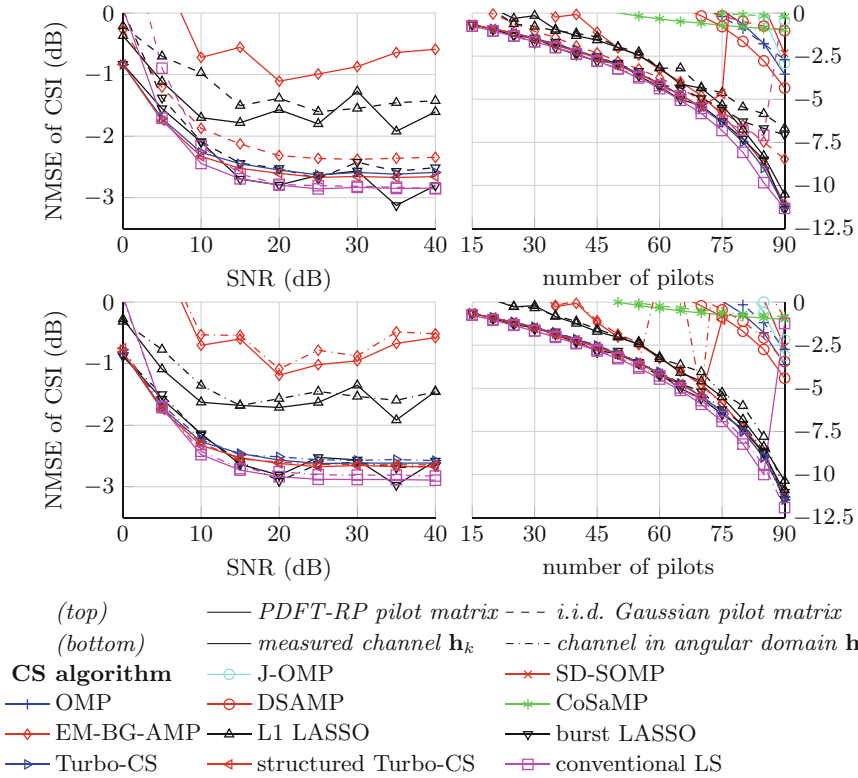 0
−1
−2
−3
NMSE of CSI (dB)
0 10 20 30 40
SNR (dB)
0
−2.5
−5
−7.5
−10
−12.5
15 30 45 60 75 90
number of pilots
0
−1
−2
−3
NMSE of CSI (dB)
0 10 20 30 40
SNR (dB)
0
−2.5
−5
−7.5
−10
−12.5
15 30 45 60 75 90
number of pilots
(top) PDFT-RP pilot matrix i.i.d. Gaussian pilot matrix
(bottom) measured channel h_k channel in angular domain h
CS algorithm J-OMP SD-SOMP
OMP DSAMP CoSaMP
EM-BG-AMP L1 LASSO burst LASSO
Turbo-CS structured Turbo-CS conventional LS